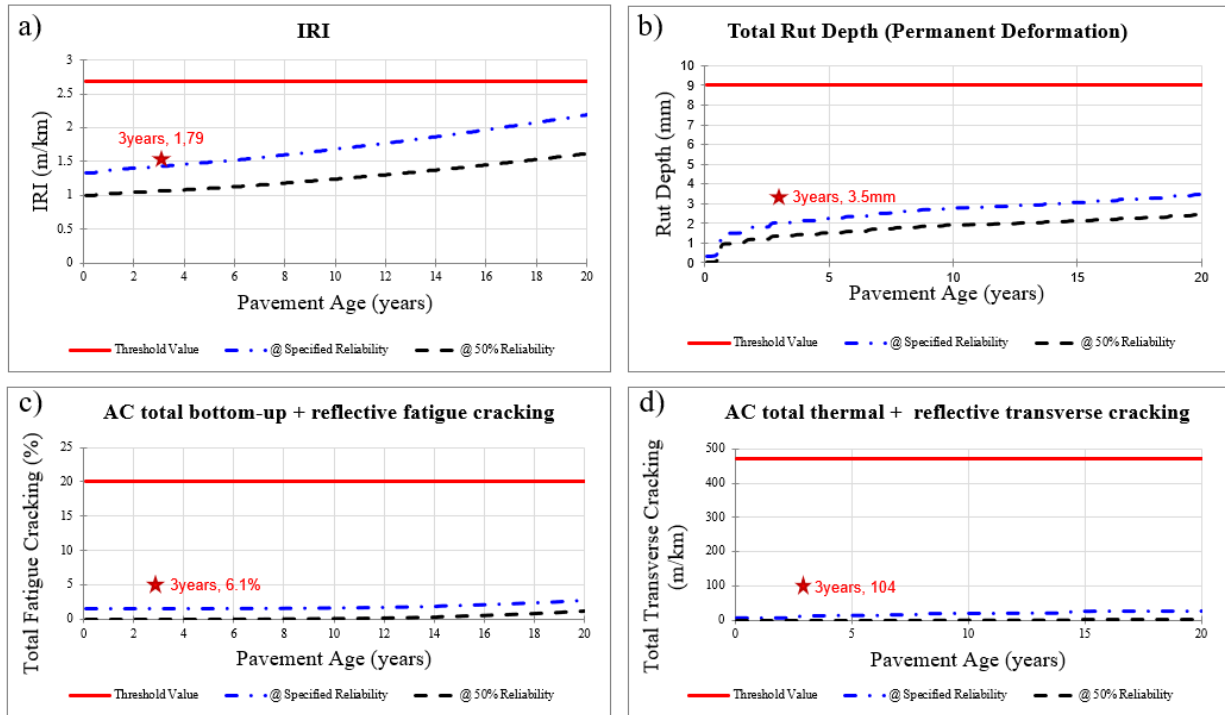 a)
IRI
IRI (m/km)
3
2.5
2
1.5
1
0.5
0
3years, 1,79
0 2 4 6 8 10 12 14 16 18 20
Pavement Age (years)
Threshold Value @ Specified Reliability @ 50% Reliability
b)
Total Rut Depth (Permanent Deformation)
Rut Depth (mm)
10
9
8
7
6
5
4
3
2
1
0
3years, 3.5mm
0 5 10 15 20
Pavement Age (years)
Threshold Value @ Specified Reliability @ 50% Reliability
c)
AC total bottom-up + reflective fatigue cracking
Total Fatigue Cracking (%)
25
20
15
10
5
0
3years, 6.1%
0 2 4 6 8 10 12 14 16 18 20
Pavement Age (years)
Threshold Value @ Specified Reliability @ 50% Reliability
d)
AC total thermal + reflective transverse cracking
Total Transverse Cracking
(m/km)
500
400
300
200
100
0
3years, 104
0 5 10 15 20
Pavement Age (years)
Threshold Value @ Specified Reliability @ 50% Reliability